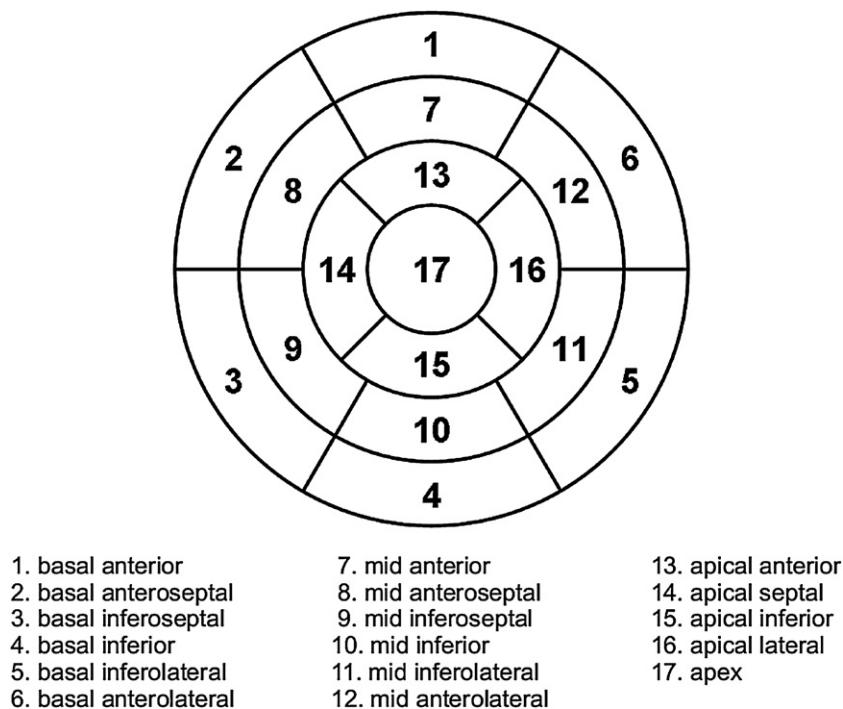 1
7
2
6
8
12
13
14
17
16
9
11
15
3
5
10
4
1. basal anterior
2. basal anteroseptal
3. basal inferoseptal
4. basal inferior
5. basal inferolateral
6. basal anterolateral
7. mid anterior
8. mid anteroseptal
9. mid inferoseptal
10. mid inferior
11. mid inferolateral
12. mid anterolateral
13. apical anterior
14. apical septal
15. apical inferior
16. apical lateral
17. apex